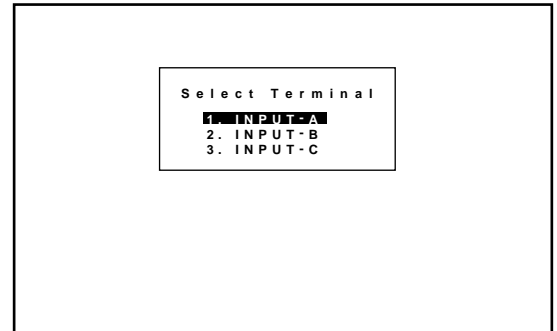 Select Terminal
1. INPUT-A
2. INPUT-B
3. INPUT-C